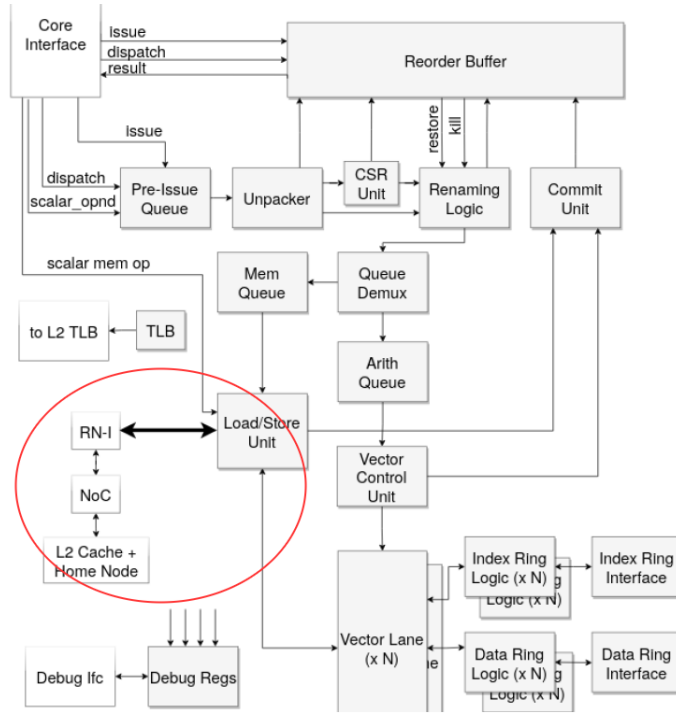 Core
Interface
issue
dispatch
result
Reorder Buffer
issue
restore
kill
dispatch
scalar_opnd
Pre-Issue
Queue
Unpacker
CSR
Unit
Renaming
Logic
Commit
Unit
scalar mem op
Mem
Queue
Queue
Demux
to L2 TLB
TLB
Arith
Queue
RN-I
Load/Store
Unit
NoC
Vector
Control
Unit
L2 Cache +
Home Node
Index Ring
Logic (x N)
Logic (x N)
Index Ring
Interface
Vector Lane
(x N)
Data Ring
Logic (x N)
Logic (x N)
Data Ring
Interface
Debug Ifc
Debug Regs